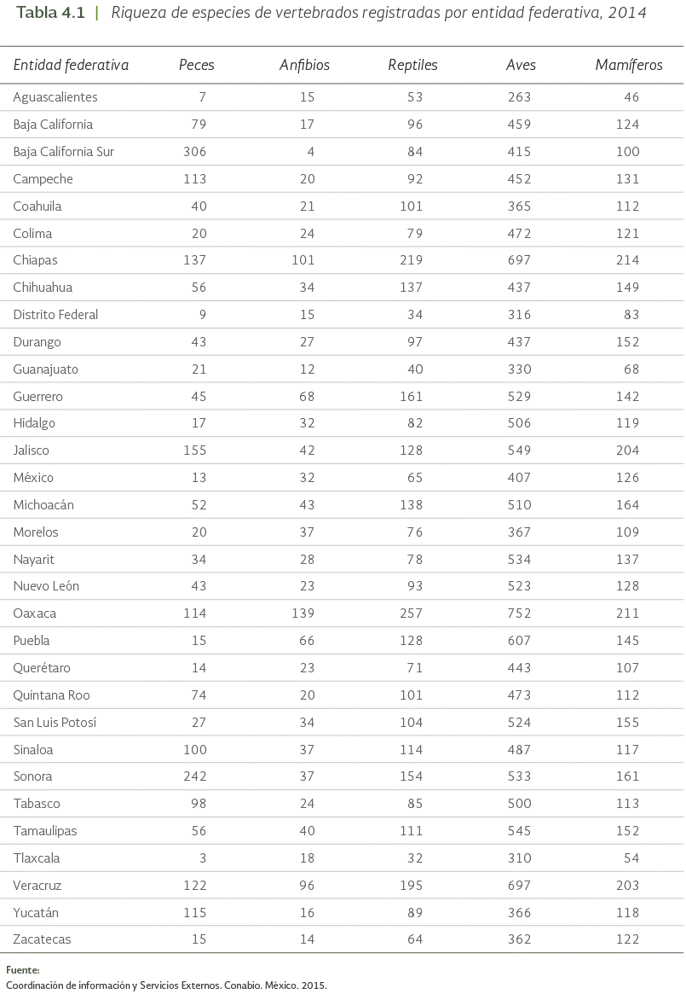 Tabla 4.1 | Riqueza de especies de vertebrados registradas por entidad federativa, 2014
Entidad federativa Peces Anfibios Reptiles Aves Mamíferos
Aguascalientes 7 15 53 263 46
Baja California 79 17 96 459 124
Baja California Sur 306 4 84 415 100
Campeche 113 20 92 452 131
Coahuila 40 21 101 365 112
Colima 20 24 79 472 121
Chiapas 137 101 219 697 214
Chihuahua 56 34 137 437 149
Distrito Federal 9 15 34 316 83
Durango 43 27 97 437 152
Guanajuato 21 12 40 330 68
Guerrero 45 68 161 529 142
Hidalgo 17 32 82 506 119
Jalisco 155 42 128 549 204
México 13 32 65 407 126
Michoacán 52 43 138 510 164
Morelos 20 37 76 367 109
Nayarit 34 28 78 534 137
Nuevo León 43 23 93 523 128
Oaxaca 114 139 257 752 211
Puebla 15 66 128 607 145
Querétaro 14 23 71 443 107
Quintana Roo 74 20 101 473 112
San Luis Potosí 27 34 104 524 155
Sinaloa 100 37 114 487 117
Sonora 242 37 154 533 161
Tabasco 98 24 85 500 113
Tamaulipas 56 40 111 545 152
Tlaxcala 3 18 32 310 54
Veracruz 122 96 195 697 203
Yucatán 115 16 89 366 118
Zacatecas 15 14 64 362 122
Fuente:
Coordinación de información y Servicios Externos. Conabio. México. 2015.